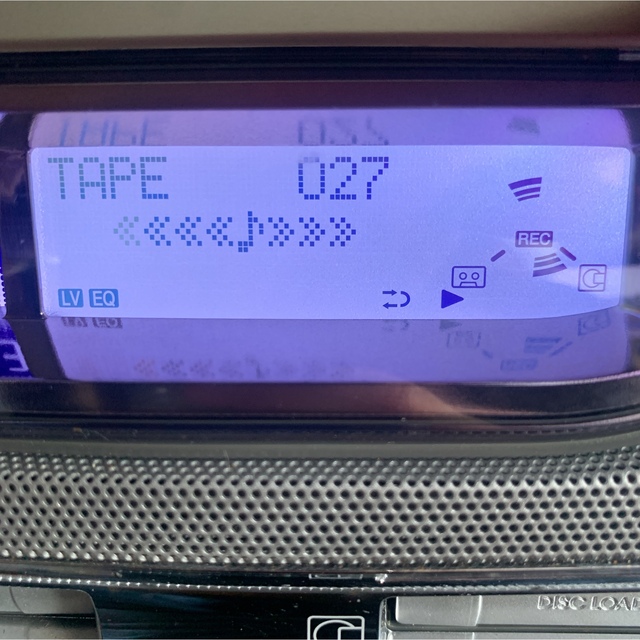 TAPE 027
««««♪»»»
REC
LV EQ
DISC LOAD